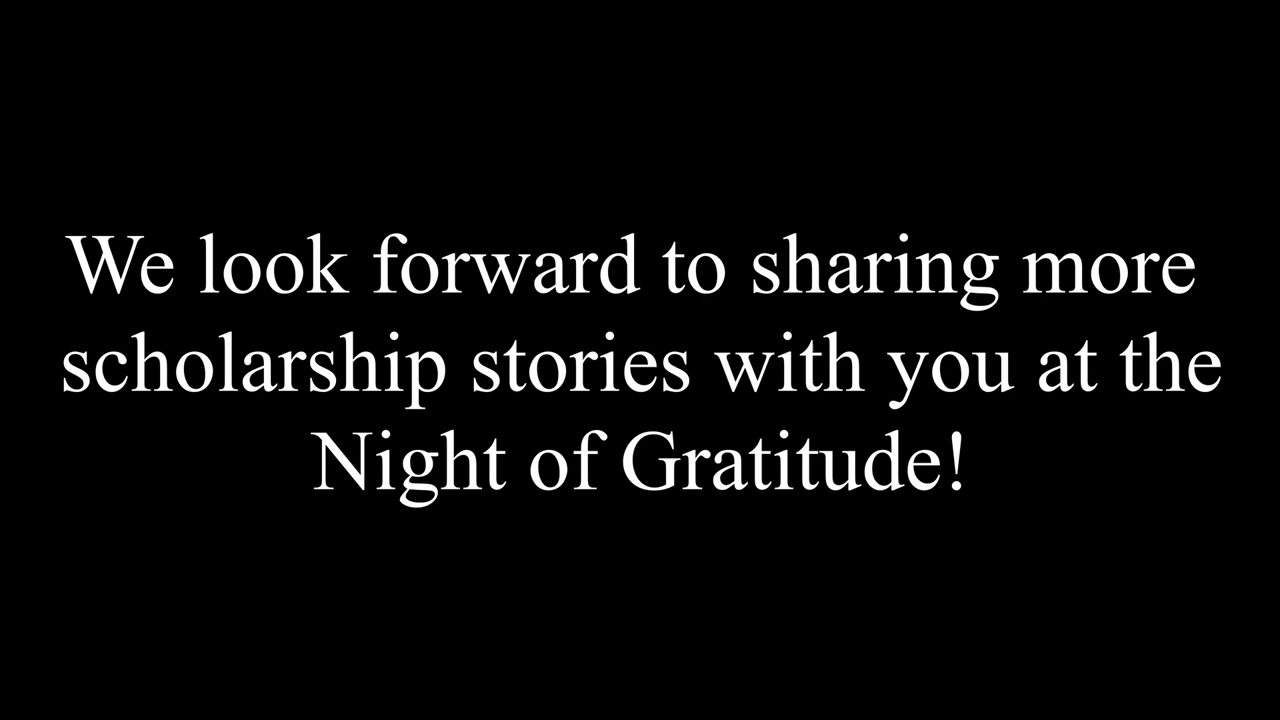 We look forward to sharing more
scholarship stories with you at the
Night of Gratitude!